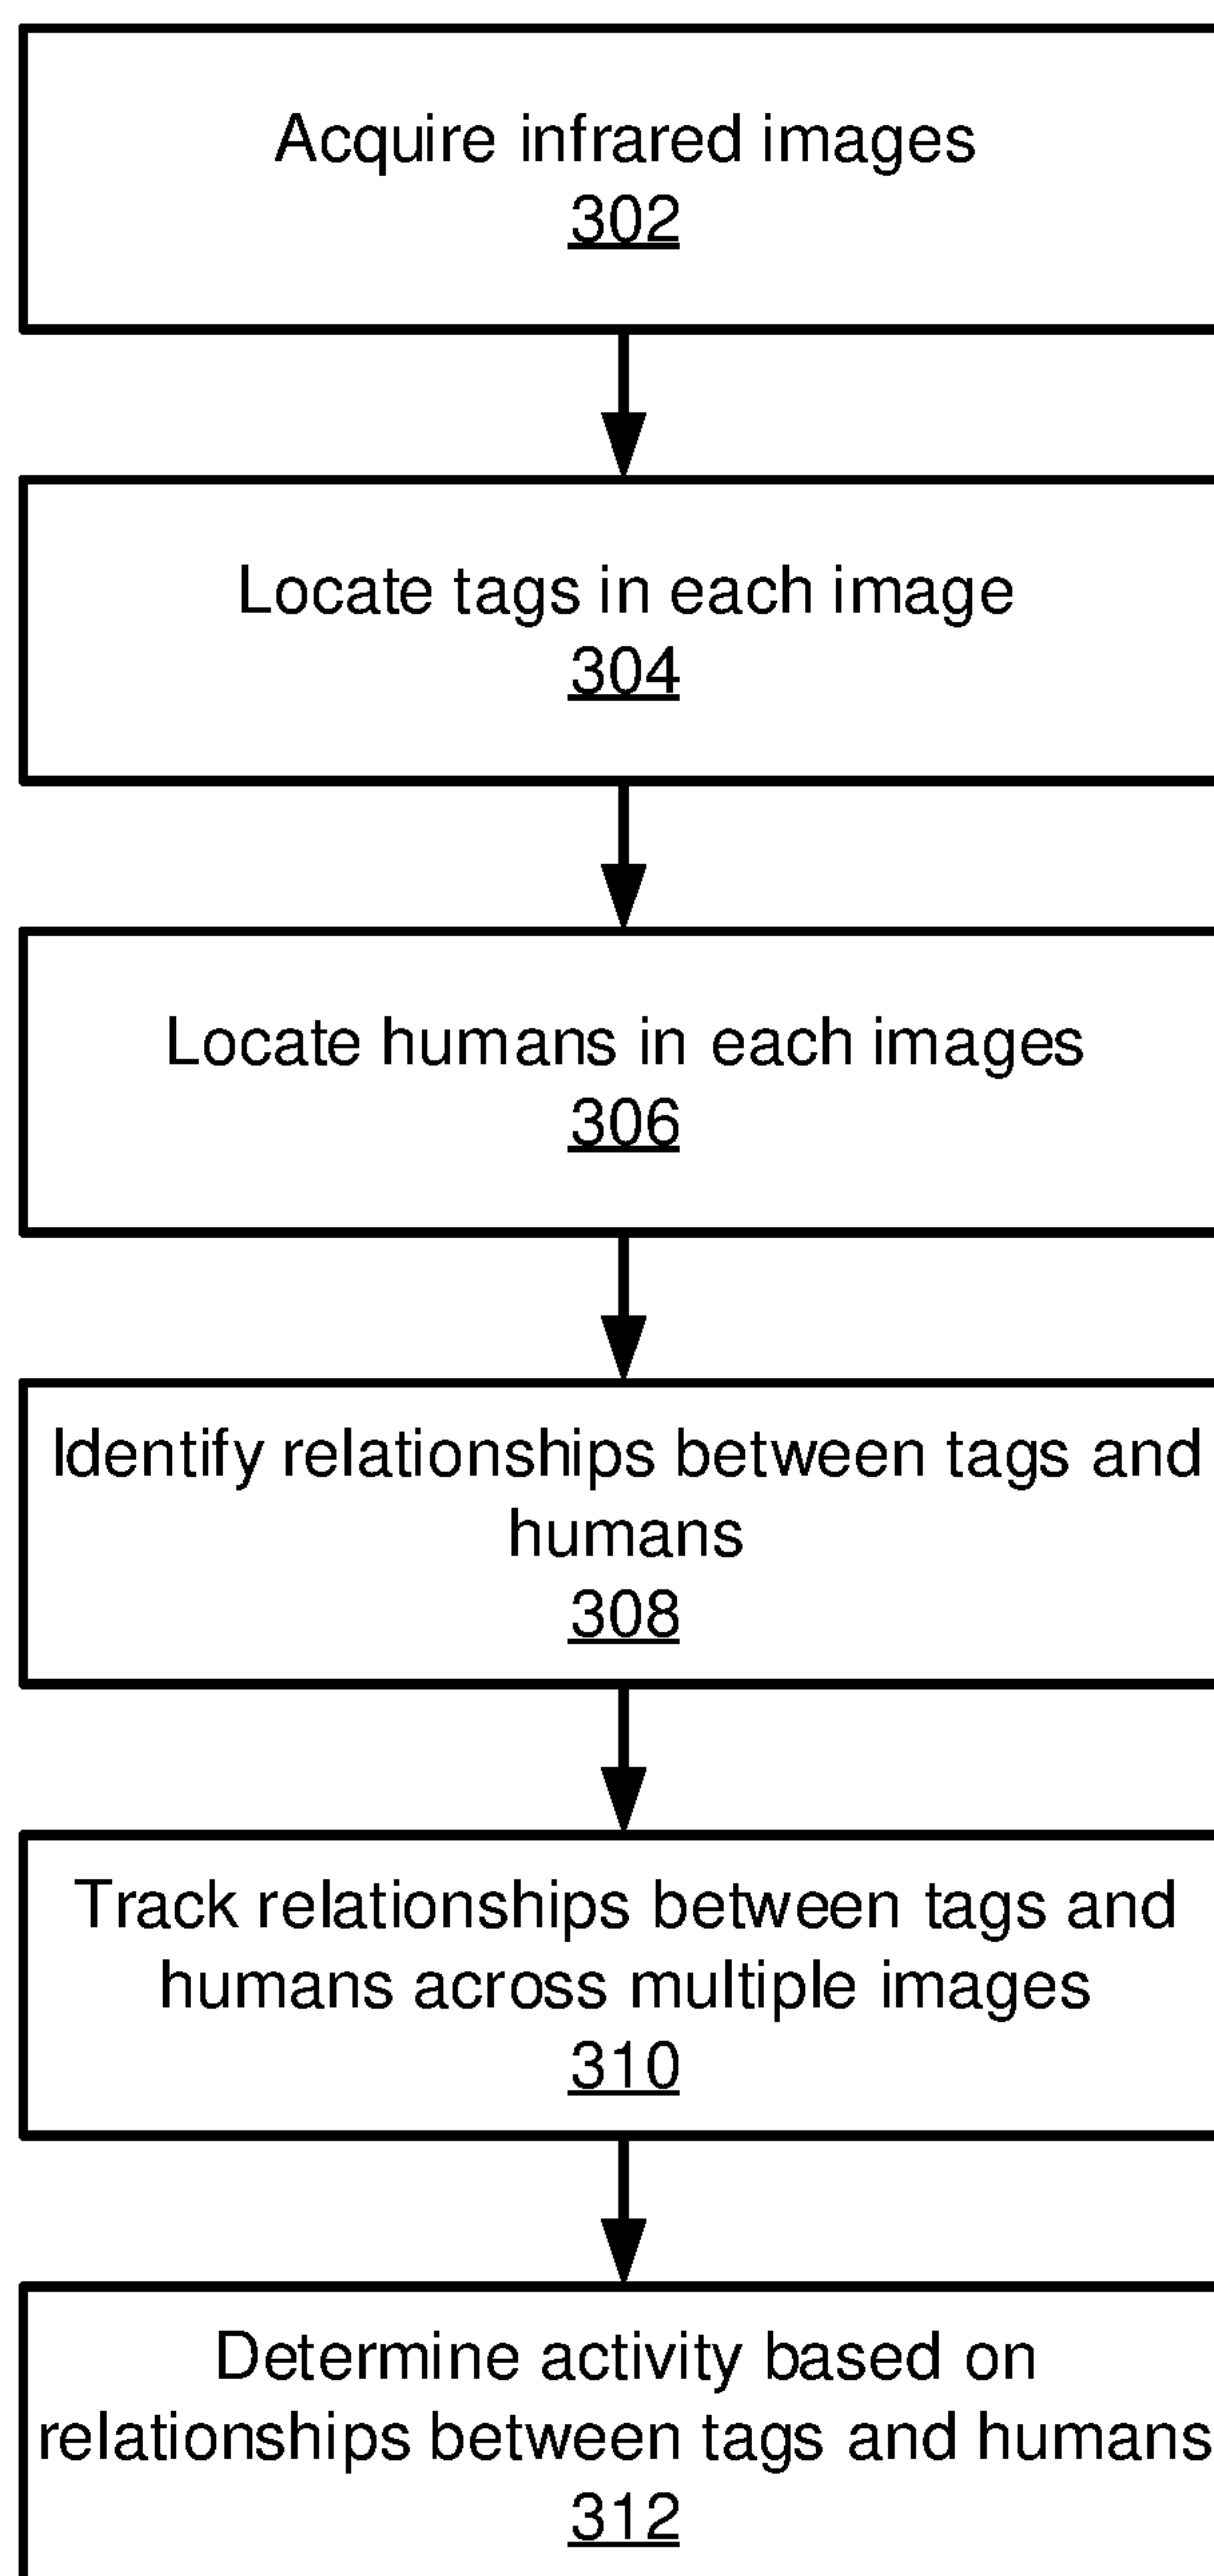 Acquire infrared images
302
Locate tags in each image
304
Locate humans in each images
306
Identify relationships between tags and
humans
308
Track relationships between tags and
humans across multiple images
310
Determine activity based on
relationships between tags and humans
312